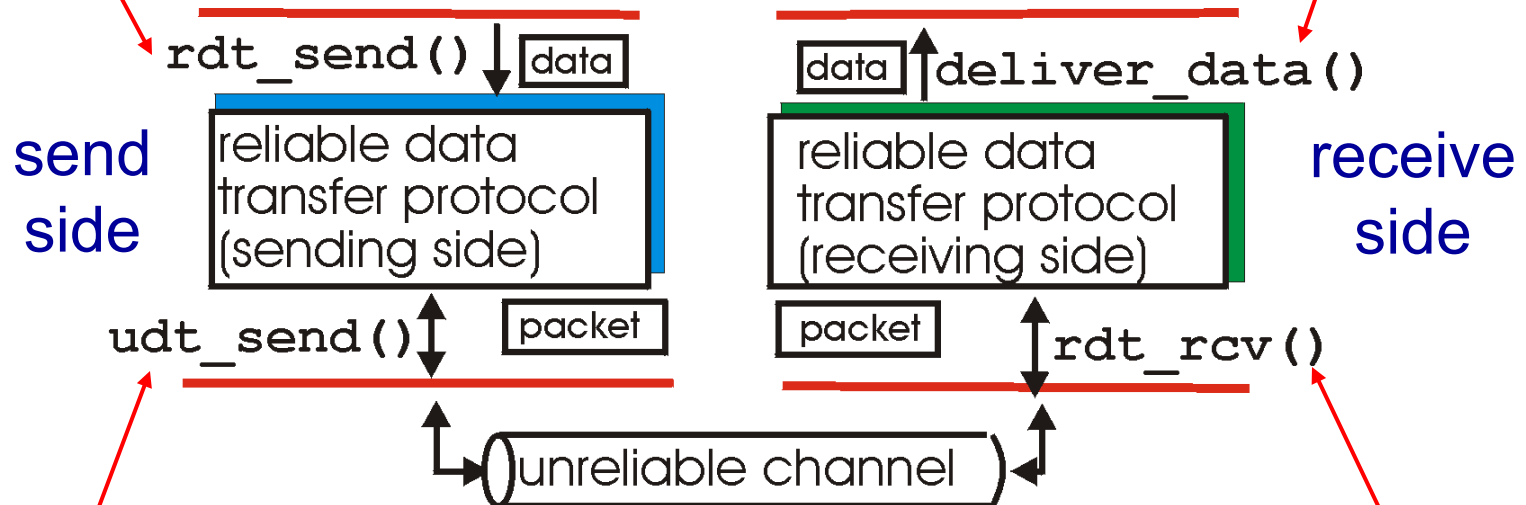 rdt_send()
data
data
deliver_data()
send
side
reliable data
transfer protocol
(sending side)
reliable data
transfer protocol
(receiving side)
receive
side
udt_send()
packet
packet
rdt_rcv()
unreliable channel